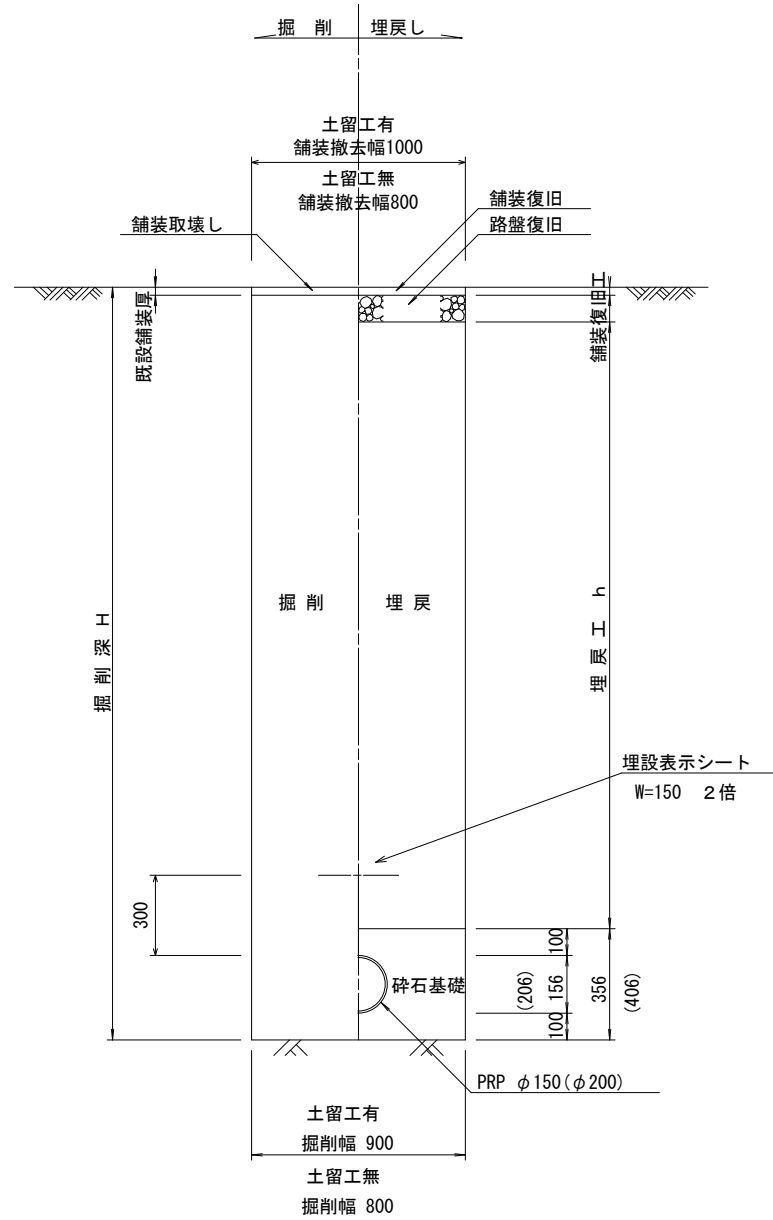 掘　削　埋戻し
土留工有
舗装撤去幅1000
土留工無
舗装撤去幅800
舗装取壊し
舗装復旧
路盤復旧
既設舗装厚
舗装復旧工
掘削深 H
掘 削
埋 戻
埋戻工 h
埋設表示シート
W=150　２倍
300
100
砕石基礎
(206)
156
356
(406)
100
PRP φ150(φ200)
土留工有
掘削幅 900
土留工無
掘削幅 800